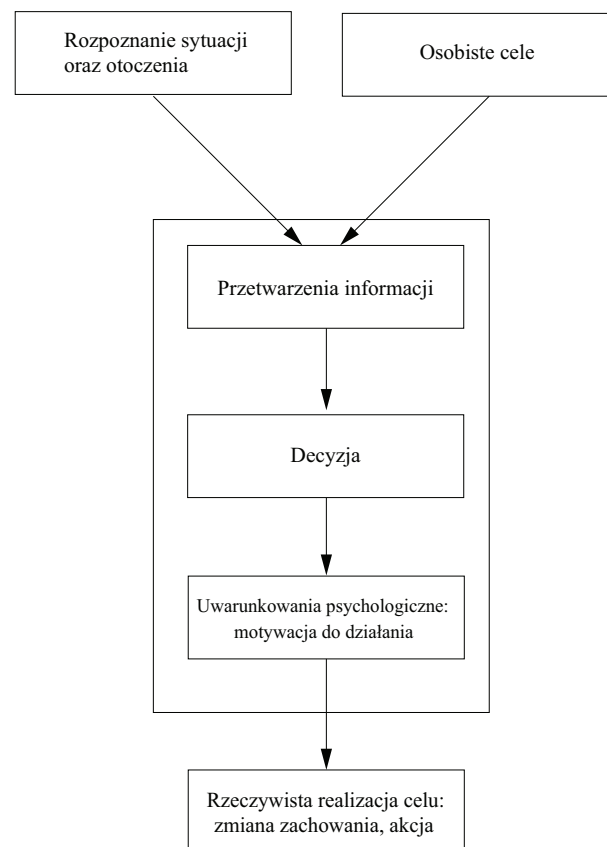 Rozpoznanie sytuacji
oraz otoczenia
Osobiste cele
Przetwarzenia informacji
Decyzja
Uwarunkowania psychologiczne:
motywacja do działania
Rzeczywista realizacja celu:
zmiana zachowania, akcja